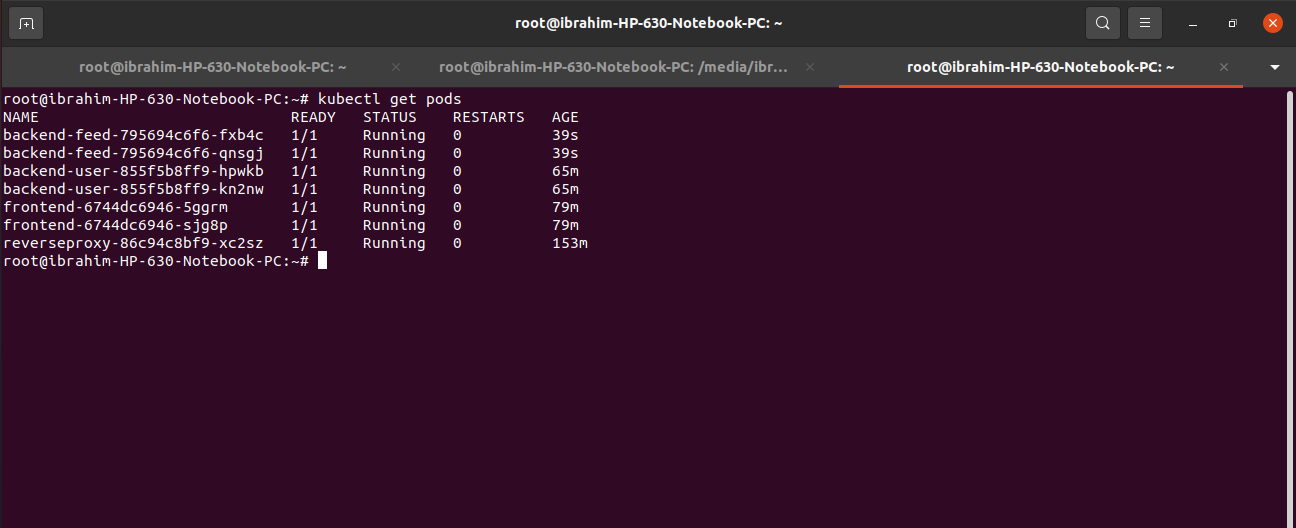 root@ibrahim-HP-630-Notebook-PC: ~
root@ibrahim-HP-630-Notebook-PC: ~
root@ibrahim-HP-630-Notebook-PC: /media/ibr...
root@ibrahim-HP-630-Notebook-PC: ~
root@ibrahim-HP-630-Notebook-PC:~# kubectl get pods
NAME READY STATUS RESTARTS AGE
backend-feed-795694c6f6-fxb4c 1/1 Running 0 39s
backend-feed-795694c6f6-qnsgj 1/1 Running 0 39s
backend-user-855f5b8ff9-hpwkb 1/1 Running 0 65m
backend-user-855f5b8ff9-kn2nw 1/1 Running 0 65m
frontend-6744dc6946-5ggrm 1/1 Running 0 79m
frontend-6744dc6946-sjg8p 1/1 Running 0 79m
reverseproxy-86c94c8bf9-xc2sz 1/1 Running 0 153m
root@ibrahim-HP-630-Notebook-PC:~#